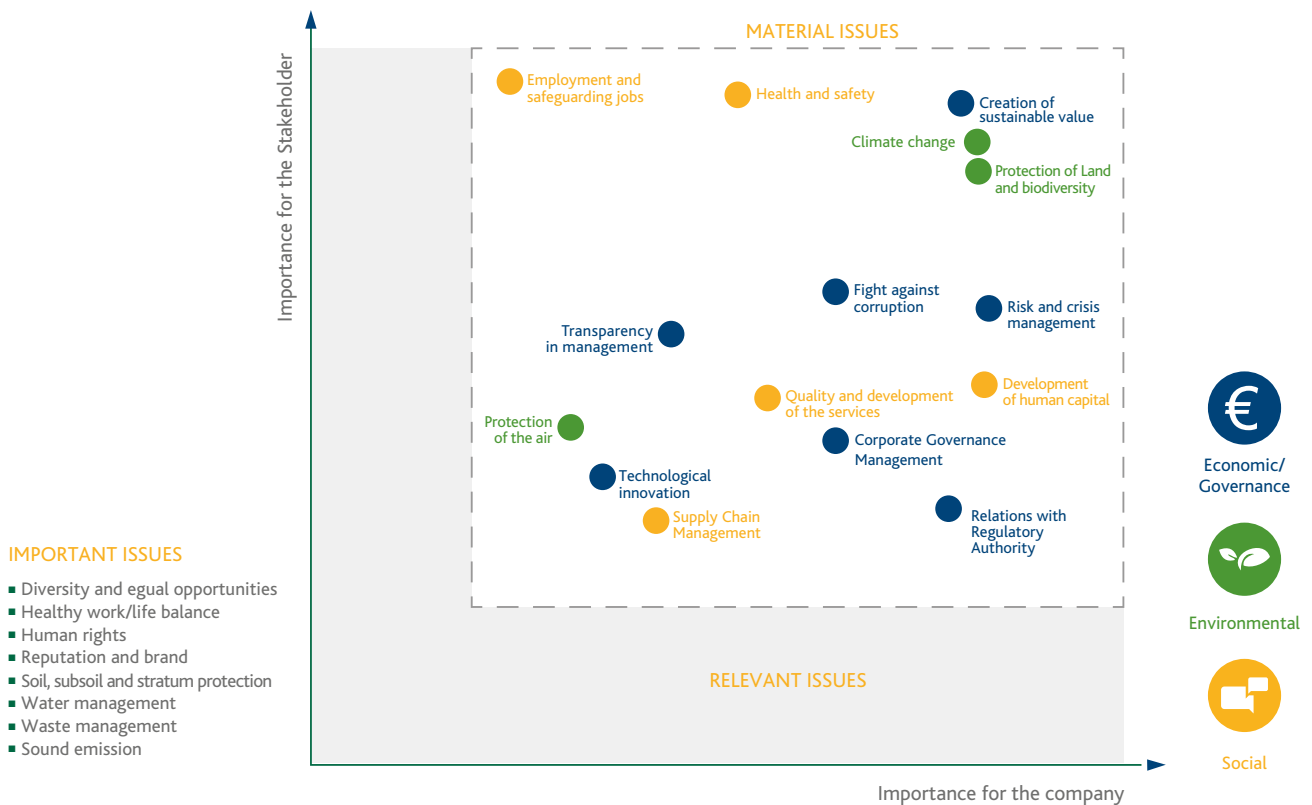 MATERIAL ISSUES
Importance for the Stakeholder
Employment and
safeguarding jobs
Health and safety
Creation of
sustainable value
Climate change
Protection of Land
and biodiversity
Fight against
corruption
Risk and crisis
management
Transparency
in management
Development
of human capital
Quality and development
of the services
Protection
of the air
Corporate Governance
Management
Technological
innovation
Supply Chain
Management
Relations with
Regulatory
Authority
€
Economic/
Governance
Environmental
Social
IMPORTANT ISSUES
▪ Diversity and egual opportunities
▪ Healthy work/life balance
▪ Human rights
▪ Reputation and brand
▪ Soil, subsoil and stratum protection
▪ Water management
▪ Waste management
▪ Sound emission
RELEVANT ISSUES
Importance for the company